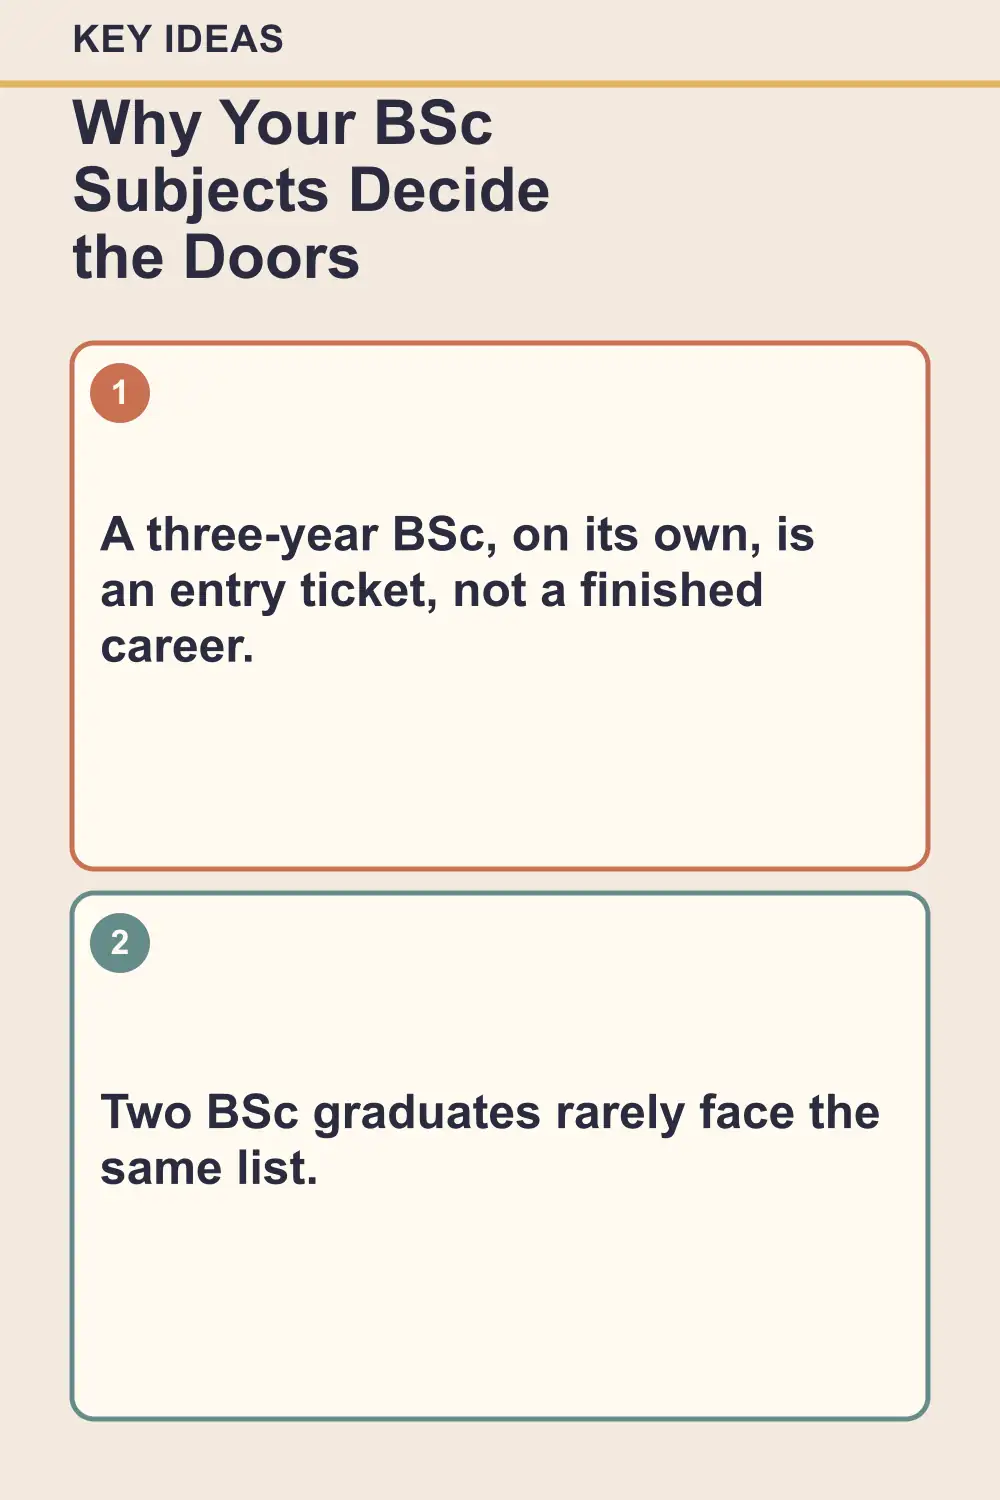 KEY IDEAS
Why Your BSc
Subjects Decide
the Doors
1
A three-year BSc, on its own, is
an entry ticket, not a finished
career.
2
Two BSc graduates rarely face the
same list.